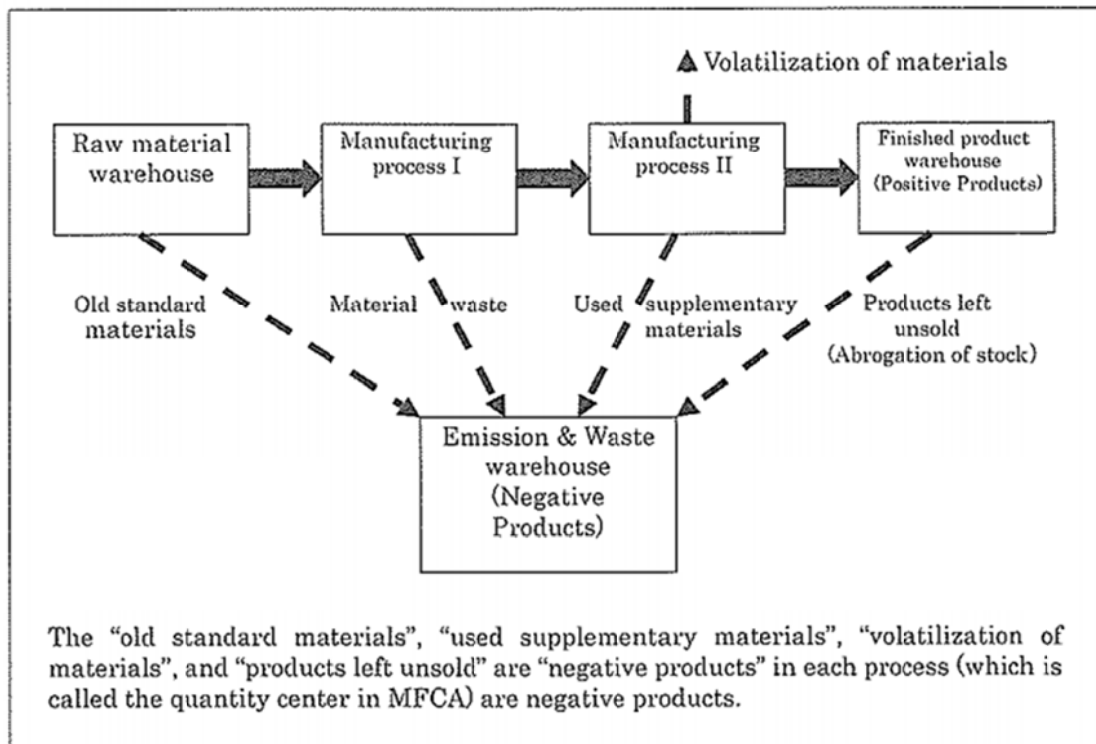 Volatilization of materials
Raw material
warehouse
Manufacturing
process I
Manufacturing
process II
Finished product
warehouse
(Positive Products)
Old standard
materials
Material waste
Used supplementary
materials
Products left
unsold
(Abrogation of stock)
Emission & Waste
warehouse
(Negative
Products)
The “old standard materials”, “used supplementary materials”, “volatilization of
materials”, and “products left unsold” are “negative products” in each process (which is
called the quantity center in MFCA) are negative products.